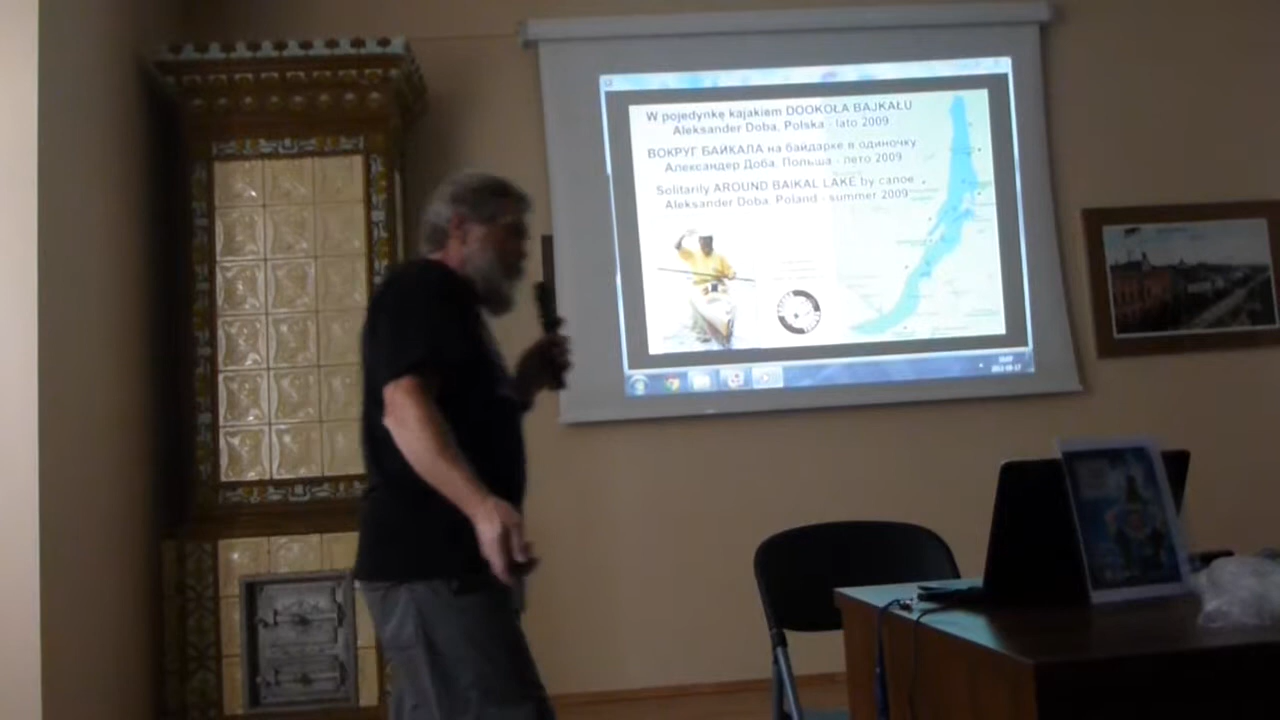 W pojedynkę kajakiem DOOKOŁA BAJKAŁU
Aleksander Doba, Polska - lato 2009
ВОКРУГ БАЙКАЛА на байдарке в одиночку
Александер Доба, Польша - лето 2009
Solitarily AROUND BAIKAL LAKE by canoe
Aleksander Doba, Poland - summer 2009